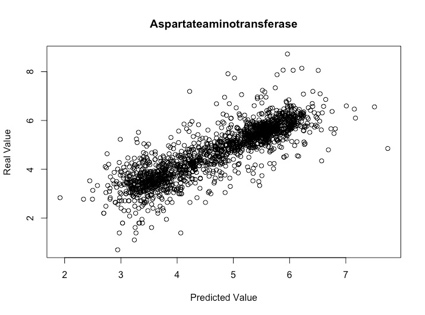 Aspartateaminotransferase
8
6
4
2
Real Value
2 3 4 5 6 7
Predicted Value